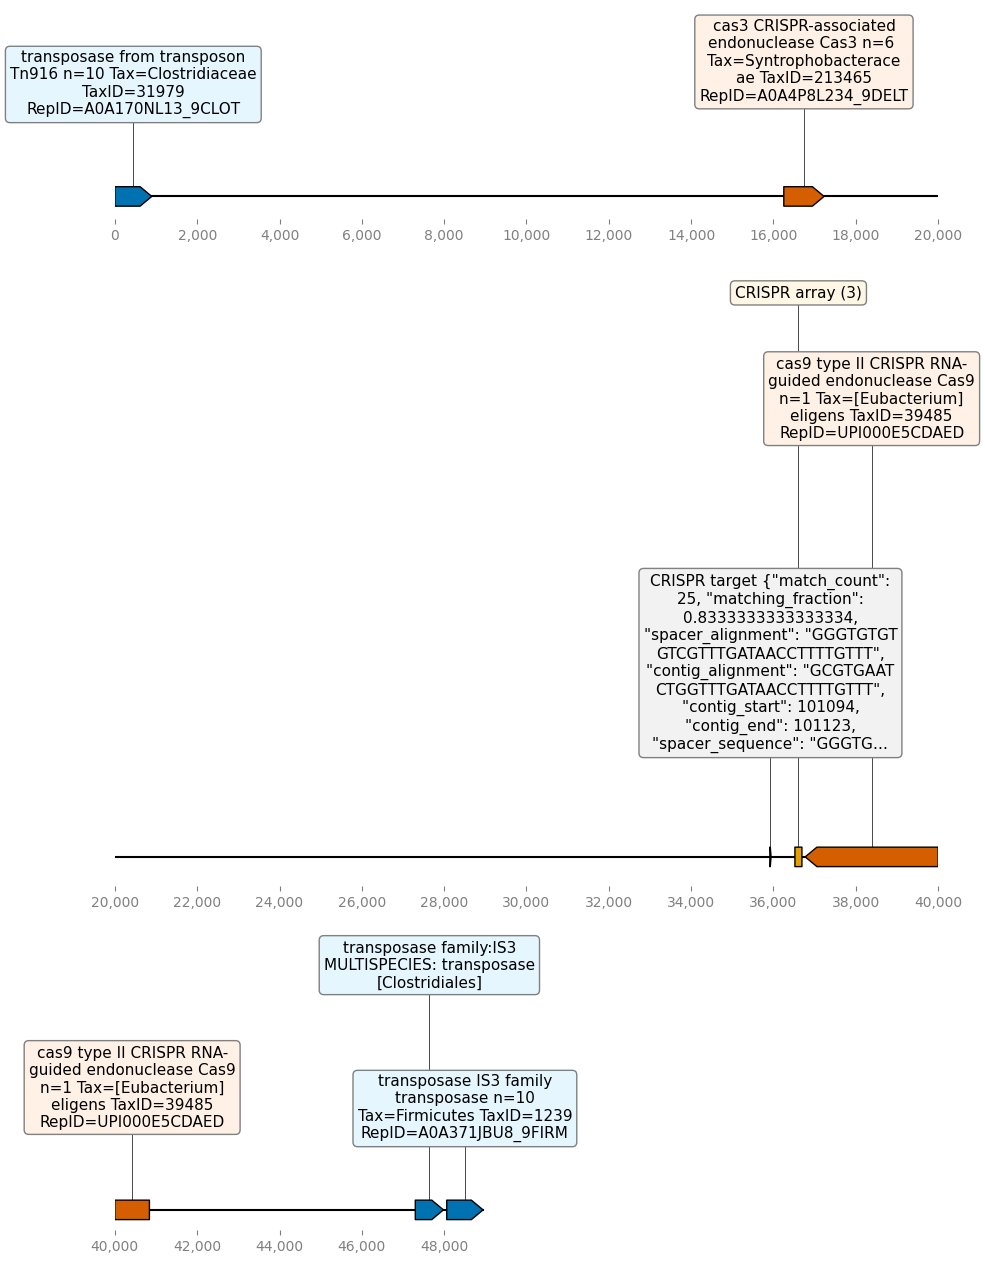 cas3 CRISPR-associated
endonuclease Cas3 n=6
Tax=Syntrophobacterace
ae TaxID=213465
RepID=A0A4P8L234_9DELT
transposase from transposon
Tn916 n=10 Tax=Clostridiaceae
TaxID=31979
RepID=A0A170NL13_9CLOT
0 2,000 4,000 6,000 8,000 10,000 12,000 14,000 16,000 18,000 20,000
CRISPR array (3)
cas9 type II CRISPR RNA-
guided endonuclease Cas9
n=1 Tax=[Eubacterium]
eligens TaxID=39485
RepID=UPI000E5CDAED
CRISPR target {"match_count":
25, "matching_fraction":
0.8333333333333334,
"spacer_alignment": "GGGTGTGT
GTCGTTTGATAACCTTTTGTTT",
"contig_alignment": "GCGTGAAT
CTGGTTTGATAACCTTTTGTTT",
"contig_start": 101094,
"contig_end": 101123,
"spacer_sequence": "GGGTG...
20,000 22,000 24,000 26,000 28,000 30,000 32,000 34,000 36,000 38,000 40,000
transposase family:IS3
MULTISPECIES: transposase
[Clostridiales]
cas9 type II CRISPR RNA-
guided endonuclease Cas9
n=1 Tax=[Eubacterium]
eligens TaxID=39485
RepID=UPI000E5CDAED
transposase IS3 family
transposase n=10
Tax=Firmicutes TaxID=1239
RepID=A0A371JBU8_9FIRM
40,000 42,000 44,000 46,000 48,000